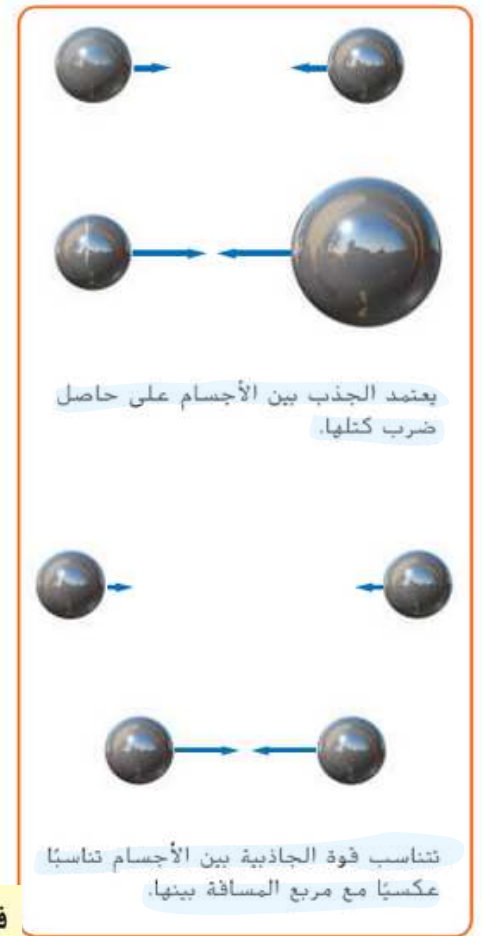 يعتمد الجذب بين الأجسام على حاصل
ضرب كتلها.
تتناسب قوة الجاذبية بين الأجسام تناسبًا
عكسيًا مع مربع المسافة بينها.